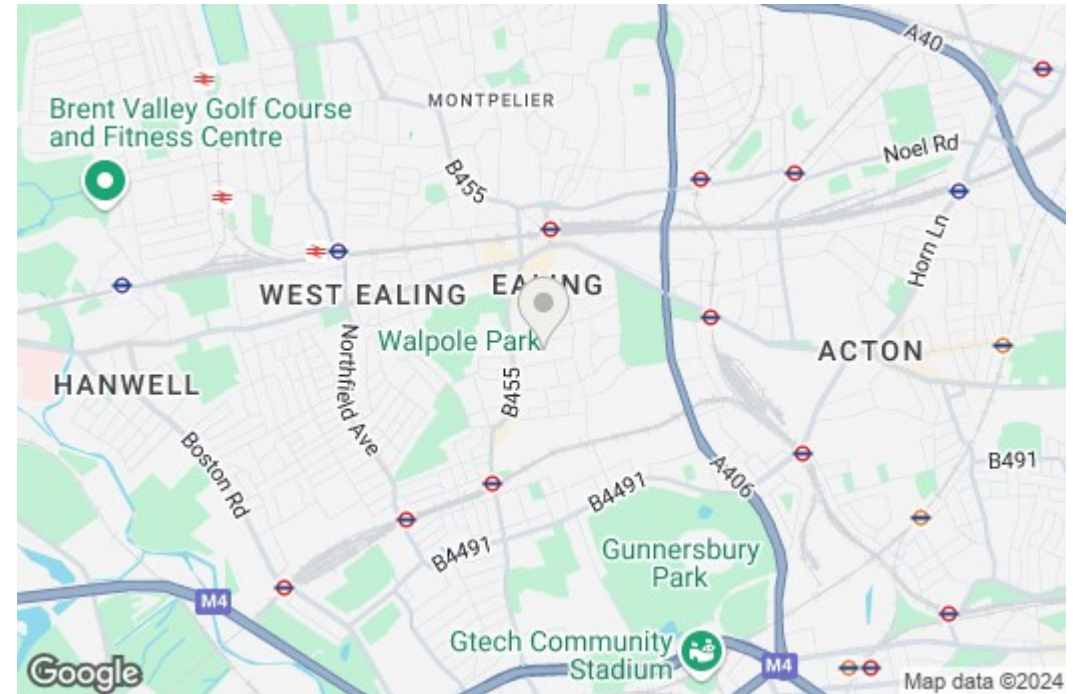 A40
Brent Valley Golf Course
and Fitness Centre
MONTPELIER
B455
Noel Rd
Horn Ln
WEST EALING
EALING
Walpole Park
ACTON
HANWELL
Northfield Ave
B455
Boston Rd
B491
A406
B4491
B4491
Gunnersbury
Park
M4
Gtech Community
Stadium
M4
Google
Map data ©2024